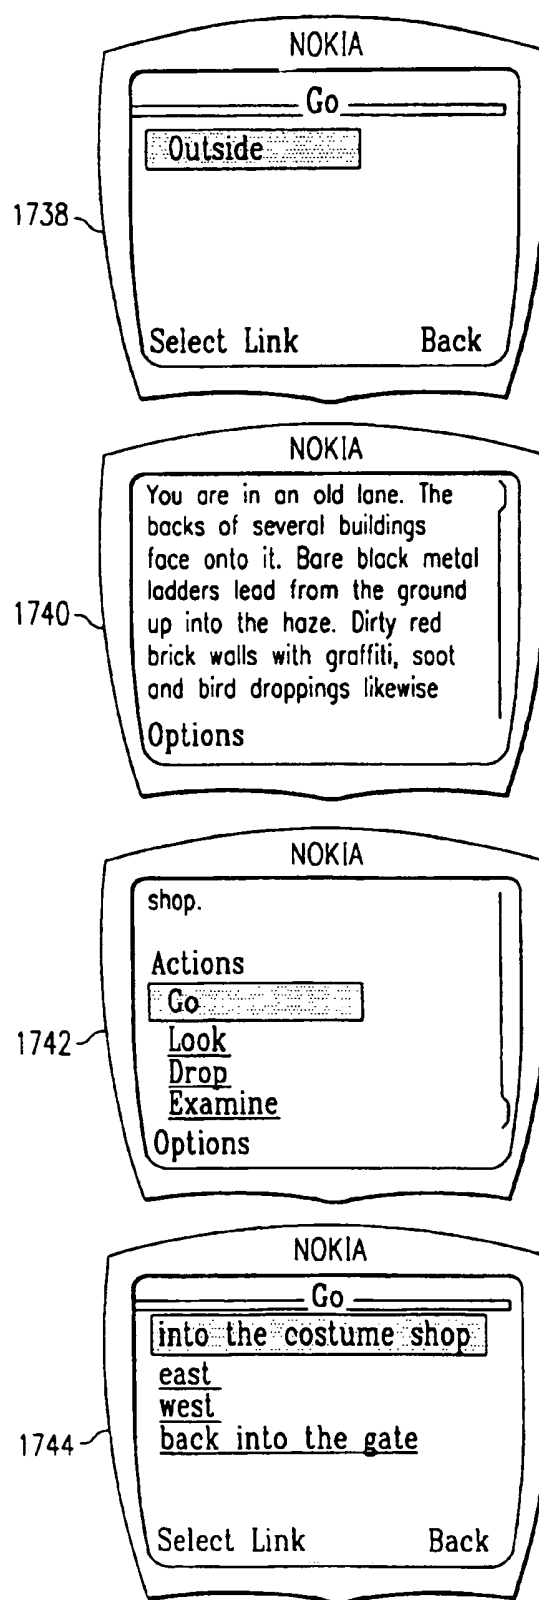 NOKIA
Go
Outside
1738
Select Link Back
NOKIA
You are in an old lane. The
backs of several buildings
face onto it. Bare black metal
ladders lead from the ground
1740
up into the haze. Dirty red
brick walls with graffiti, soot
and bird droppings likewise
Options
NOKIA
shop.
Actions
Go
1742
Look
Drop
Examine
Options
NOKIA
Go
into the costume shop
east
west
1744
back into the gate
Select Link Back